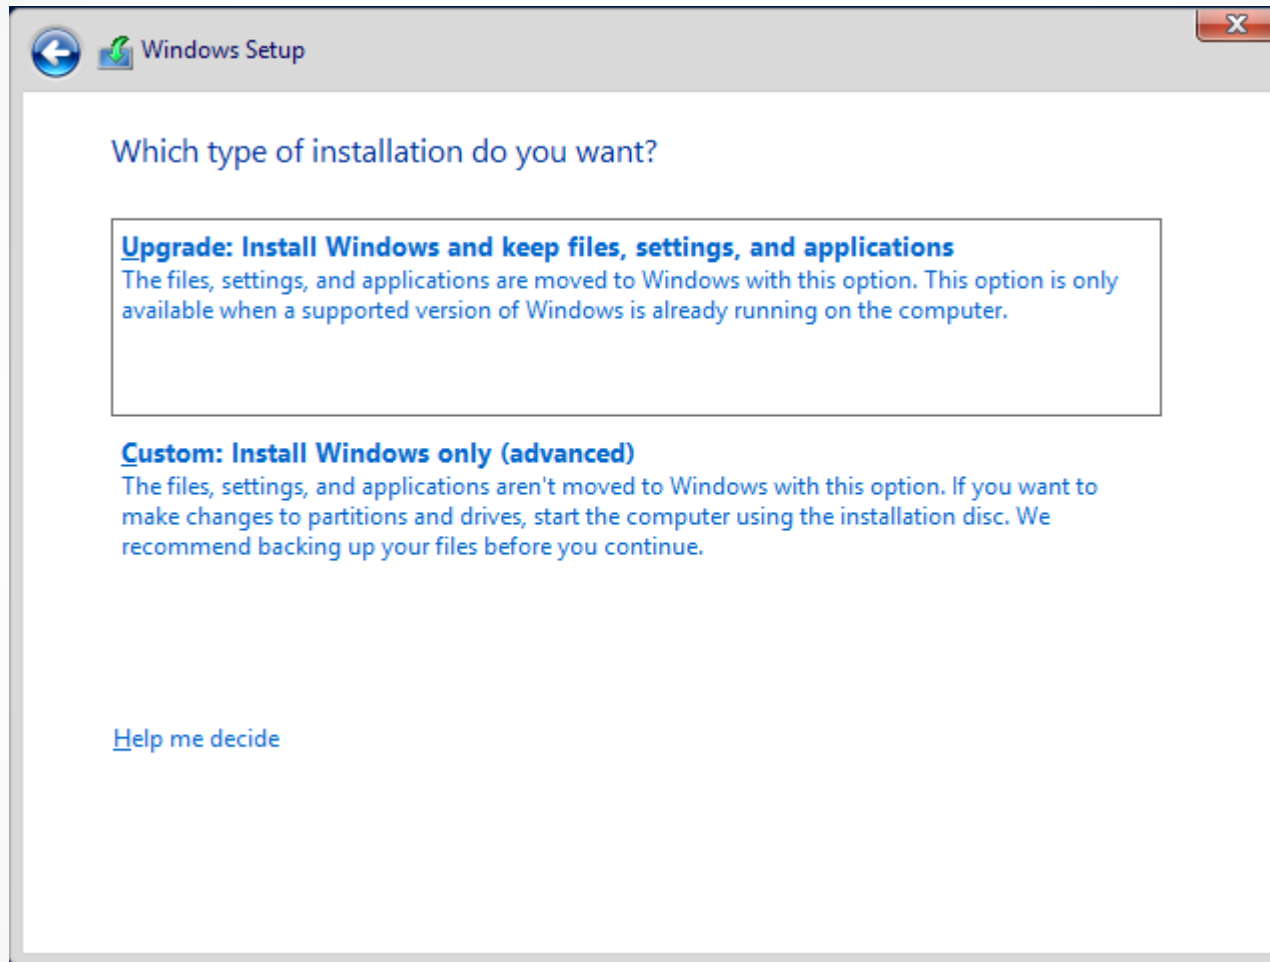 Windows Setup
Which type of installation do you want?
Upgrade: Install Windows and keep files, settings, and applications
The files, settings, and applications are moved to Windows with this option. This option is only
available when a supported version of Windows is already running on the computer.
Custom: Install Windows only (advanced)
The files, settings, and applications aren't moved to Windows with this option. If you want to
make changes to partitions and drives, start the computer using the installation disc. We
recommend backing up your files before you continue.
Help me decide